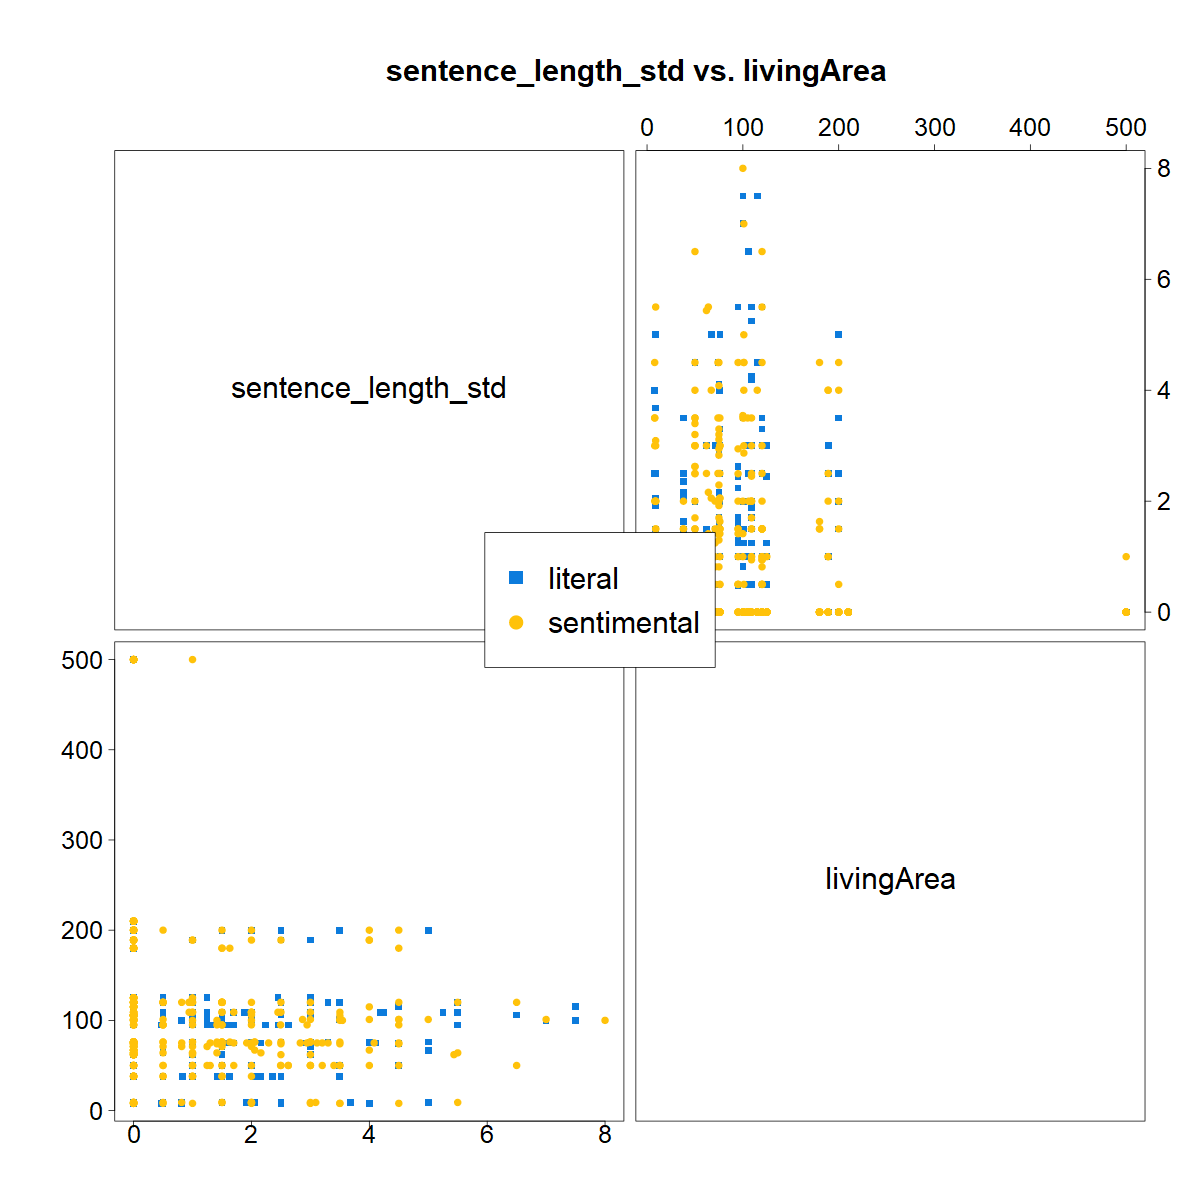 sentence_length_std vs. livingArea
0 100 200 300 400 500
8
6
4
2
0
sentence_length_std
literal
sentimental
500
400
300
200
100
0
livingArea
0 2 4 6 8